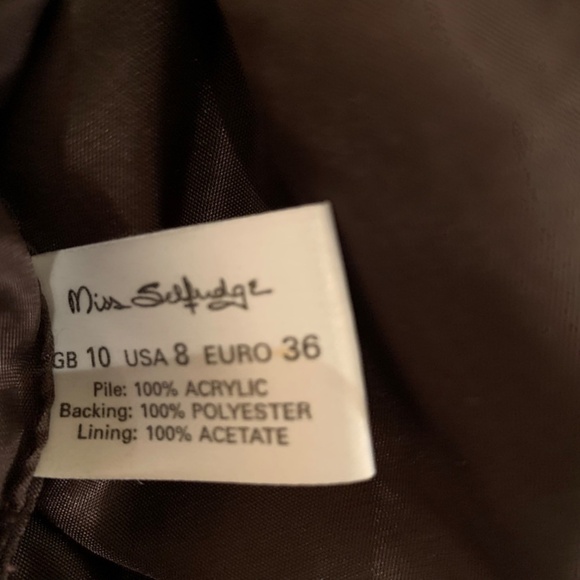 Miss Selfridge
GB 10 USA 8 EURO 36
Pile: 100% ACRYLIC
Backing: 100% POLYESTER
Lining: 100% ACETATE